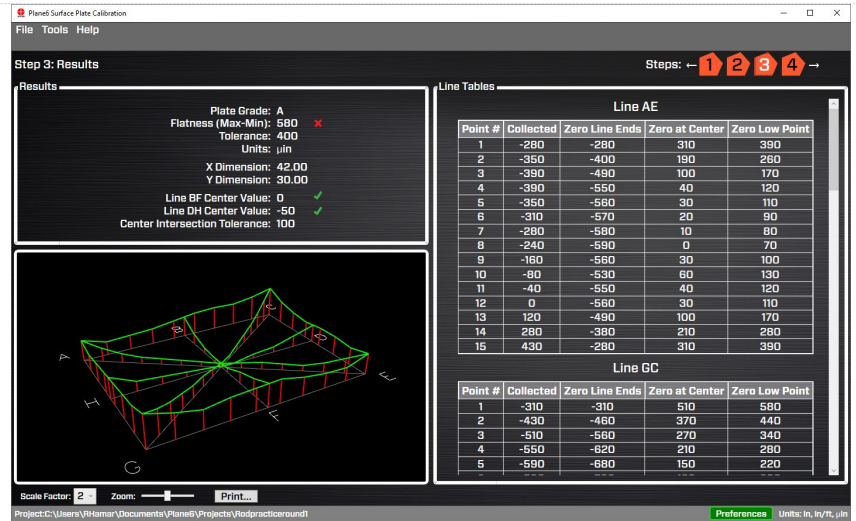 Plane6 Surface Plate Calibration
File Tools Help
Step 3: Results
Steps: ← 1 2 3 4 →
Results
Plate Grade: A
Flatness (Max-Min): 580
Tolerance: 400
Units: µin
X Dimension: 42.00
Y Dimension: 30.00
Line BF Center Value: 0
Line DH Center Value: -50
Center Intersection Tolerance: 100
A
B
C
D
E
F
G
H
Line Tables
Line AE
Point # Collected Zero Line Ends Zero at Center Zero Low Point
1 -280 -280 310 390
2 -350 -400 190 260
3 -390 -490 100 170
4 -390 -550 40 120
5 -350 -560 30 110
6 -310 -570 20 90
7 -280 -580 10 80
8 -240 -590 0 70
9 -160 -560 30 100
10 -80 -530 60 130
11 -40 -550 40 120
12 0 -560 30 110
13 120 -490 100 170
14 280 -380 210 280
15 430 -280 310 390
Line GC
Point # Collected Zero Line Ends Zero at Center Zero Low Point
1 -310 -310 510 580
2 -430 -460 370 440
3 -510 -560 270 340
4 -550 -620 210 280
5 -590 -680 150 220
Scale Factor: 2 Zoom: Print...
Project:C:\Users\RHamar\Documents\Plane6\Projects\Rodpracticeround1
Preferences Units: in, in/ft, µin